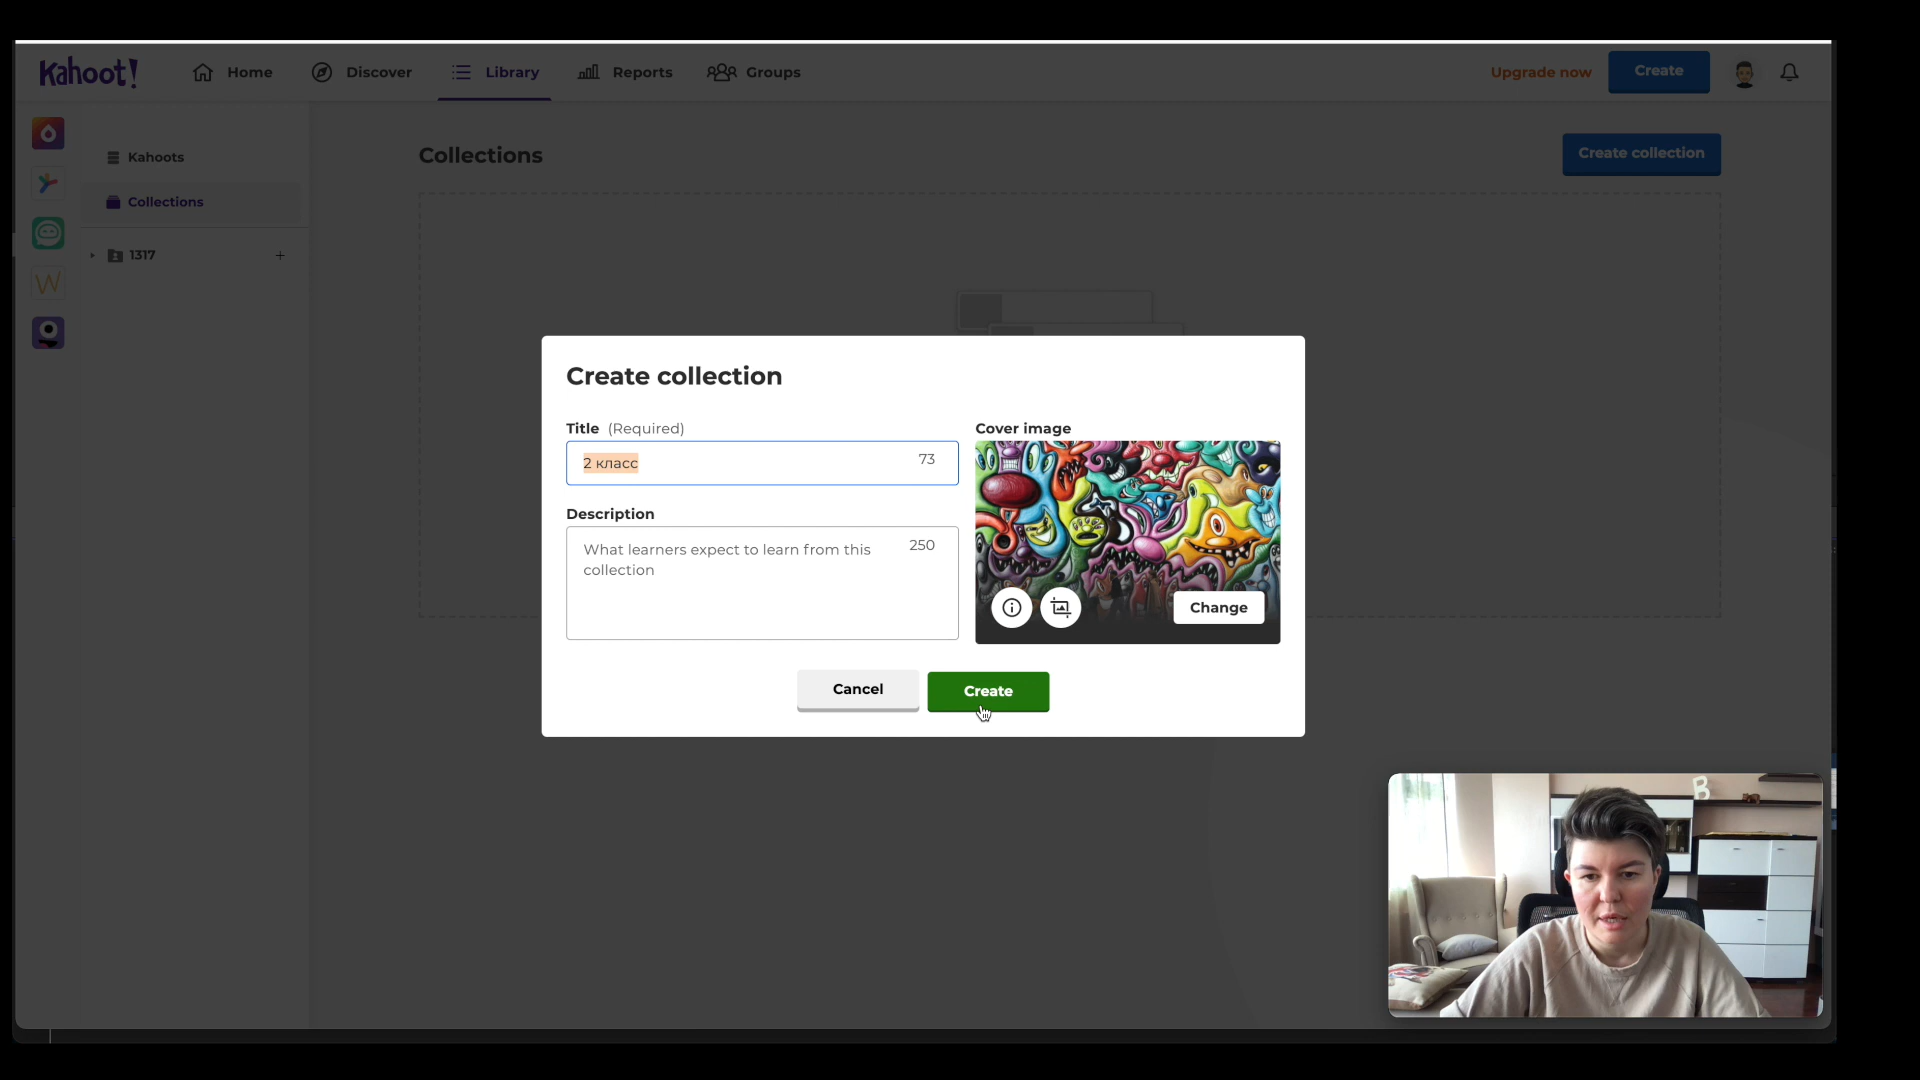 Kahoot!
Home
Discover
Library
Reports
Groups
Upgrade now
Create
Kahoots
Collections
1317
+
Collections
Create collection
Create collection
Title (Required)
2 класс
73
Description
What learners expect to learn from this
collection
250
Cover image
Change
Cancel
Create
B